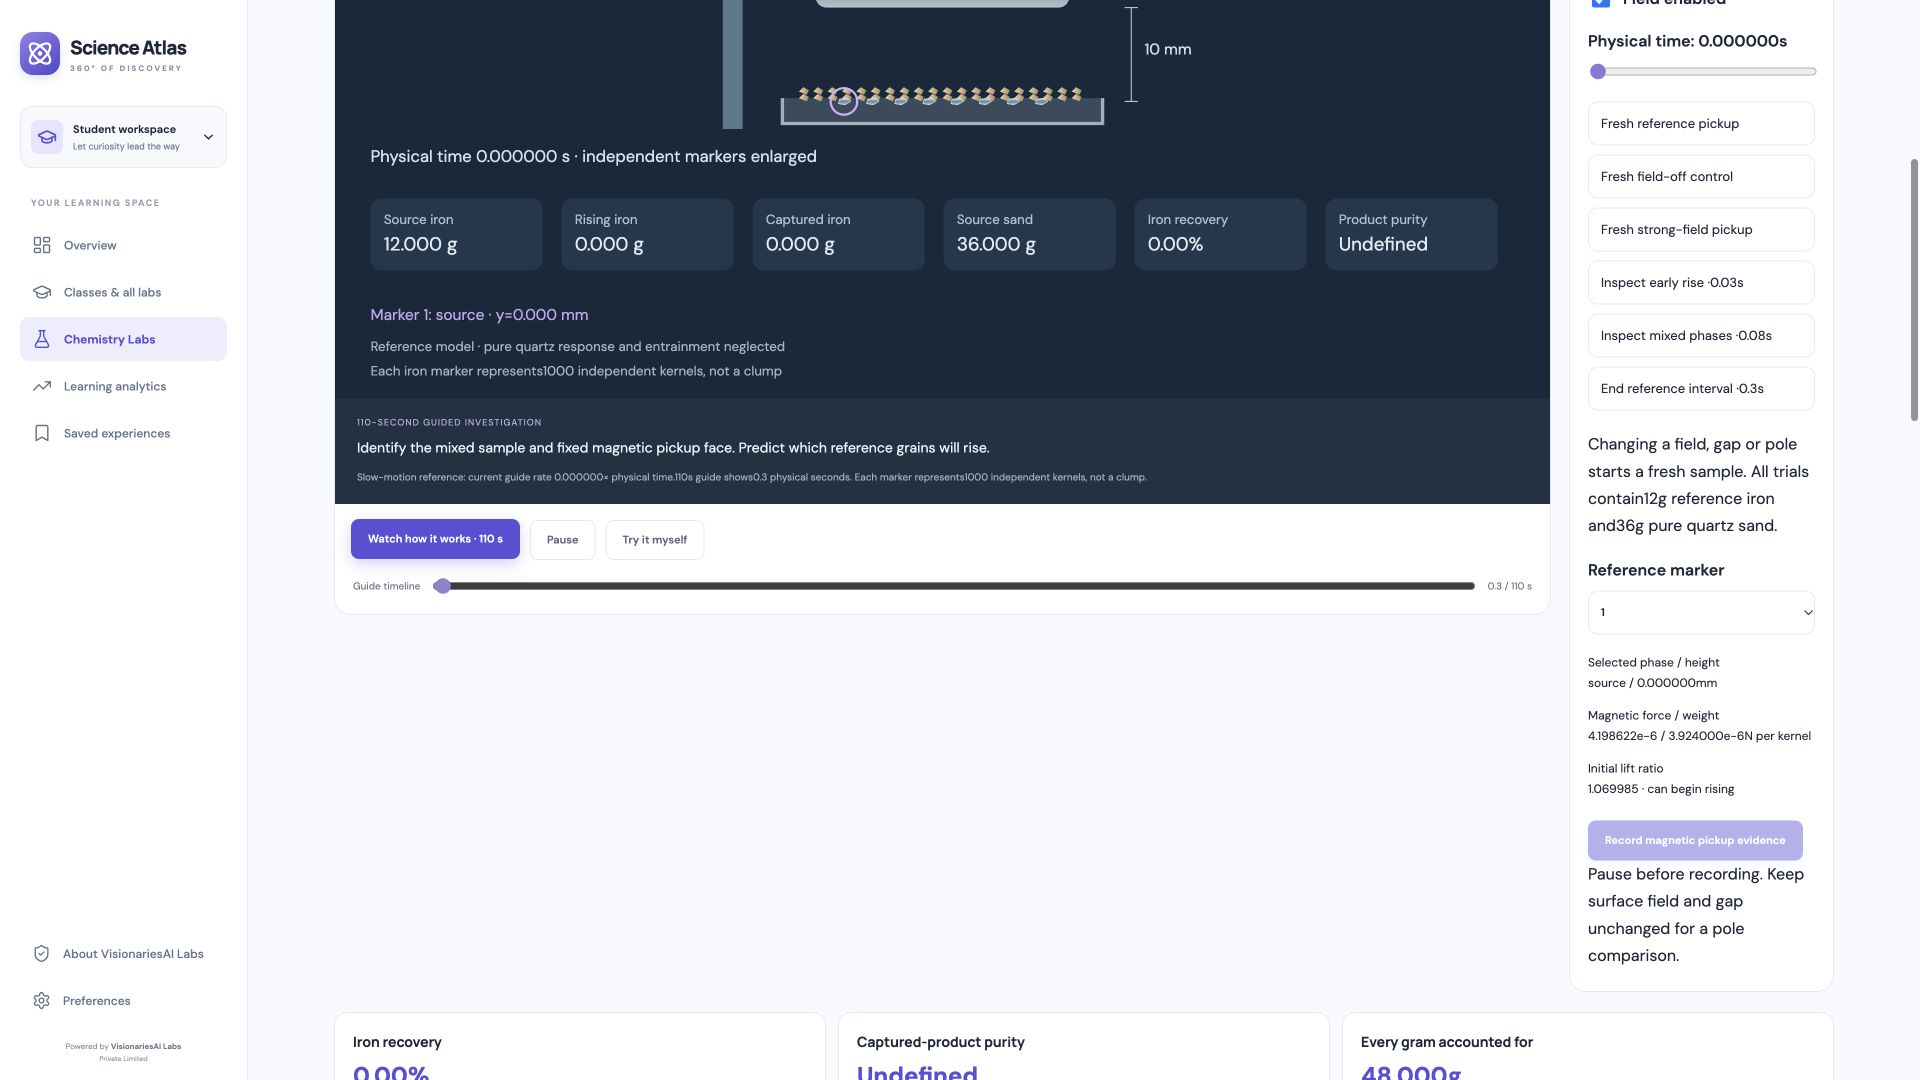 Science Atlas
360° OF DISCOVERY
Student workspace
Let curiosity lead the way
YOUR LEARNING SPACE
Overview
Classes & all labs
Chemistry Labs
Learning analytics
Saved experiences
About VisionariesAI Labs
Preferences
Powered by VisionariesAI Labs
Private Limited
10 mm
Physical time 0.000000 s · independent markers enlarged
Source iron
12.000 g
Rising iron
0.000 g
Captured iron
0.000 g
Source sand
36.000 g
Iron recovery
0.00%
Product purity
Undefined
Marker 1: source · y=0.000 mm
Reference model · pure quartz response and entrainment neglected
Each iron marker represents1000 independent kernels, not a clump
110-SECOND GUIDED INVESTIGATION
Identify the mixed sample and fixed magnetic pickup face. Predict which reference grains will rise.
Slow-motion reference: current guide rate 0.000000× physical time.110s guide shows0.3 physical seconds. Each marker represents1000 independent kernels, not a clump.
Watch how it works · 110 s
Pause
Try it myself
Guide timeline
0.3 / 110 s
Field enabled
Physical time: 0.000000s
Fresh reference pickup
Fresh field-off control
Fresh strong-field pickup
Inspect early rise ·0.03s
Inspect mixed phases ·0.08s
End reference interval ·0.3s
Changing a field, gap or pole
starts a fresh sample. All trials
contain12g reference iron
and36g pure quartz sand.
Reference marker
1
Selected phase / height
source / 0.000000mm
Magnetic force / weight
4.198622e-6 / 3.924000e-6N per kernel
Initial lift ratio
1.069985 · can begin rising
Record magnetic pickup evidence
Pause before recording. Keep
surface field and gap
unchanged for a pole
comparison.
Iron recovery
0.00%
Captured-product purity
Undefined
Every gram accounted for
48.000g